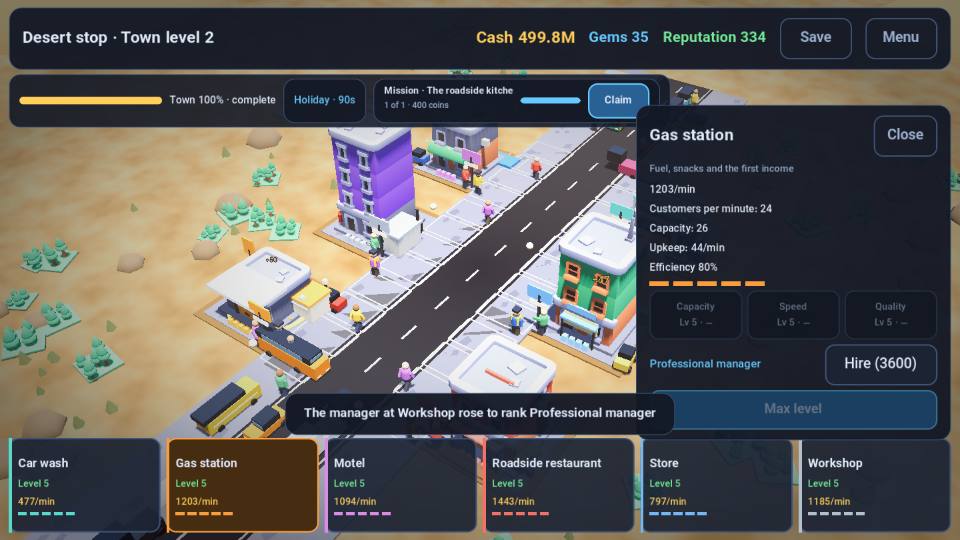 Desert stop · Town level 2
Cash 499.8M
Gems 35
Reputation 334
Save
Menu
Town 100% · complete
Holiday · 90s
Mission · The roadside kitche
1 of 1 · 400 coins
Claim
Gas station
Close
Fuel, snacks and the first income
1203/min
Customers per minute: 24
Capacity: 26
Upkeep: 44/min
Efficiency 80%
Capacity
Lv 5 · –
Speed
Lv 5 · –
Quality
Lv 5 · –
Professional manager
Hire (3600)
Max level
The manager at Workshop rose to rank Professional manager
Car wash
Level 5
477/min
Gas station
Level 5
1203/min
Motel
Level 5
1094/min
Roadside restaurant
Level 5
1443/min
Store
Level 5
797/min
Workshop
Level 5
1185/min